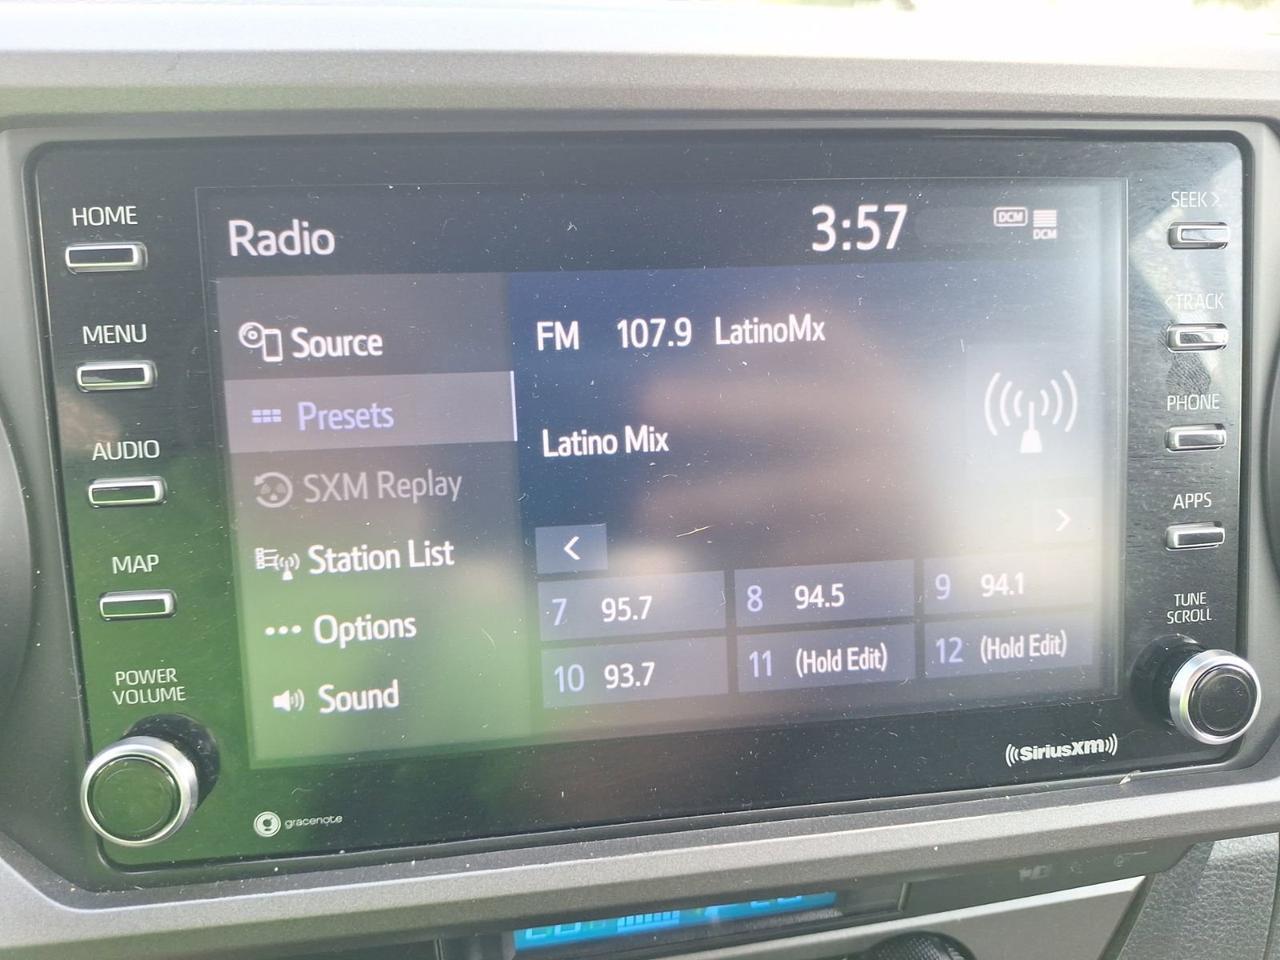 HOME
MENU
AUDIO
MAP
POWER
VOLUME
Radio
3:57
DCM
DCM
Source
Presets
SXM Replay
Station List
Options
Sound
FM 107.9 LatinoMx
Latino Mix
<
>
7 95.7
8 94.5
9 94.1
10 93.7
11 (Hold Edit)
12 (Hold Edit)
SEEK >
< TRACK
PHONE
APPS
TUNE
SCROLL
gracenote
((SiriusXM))